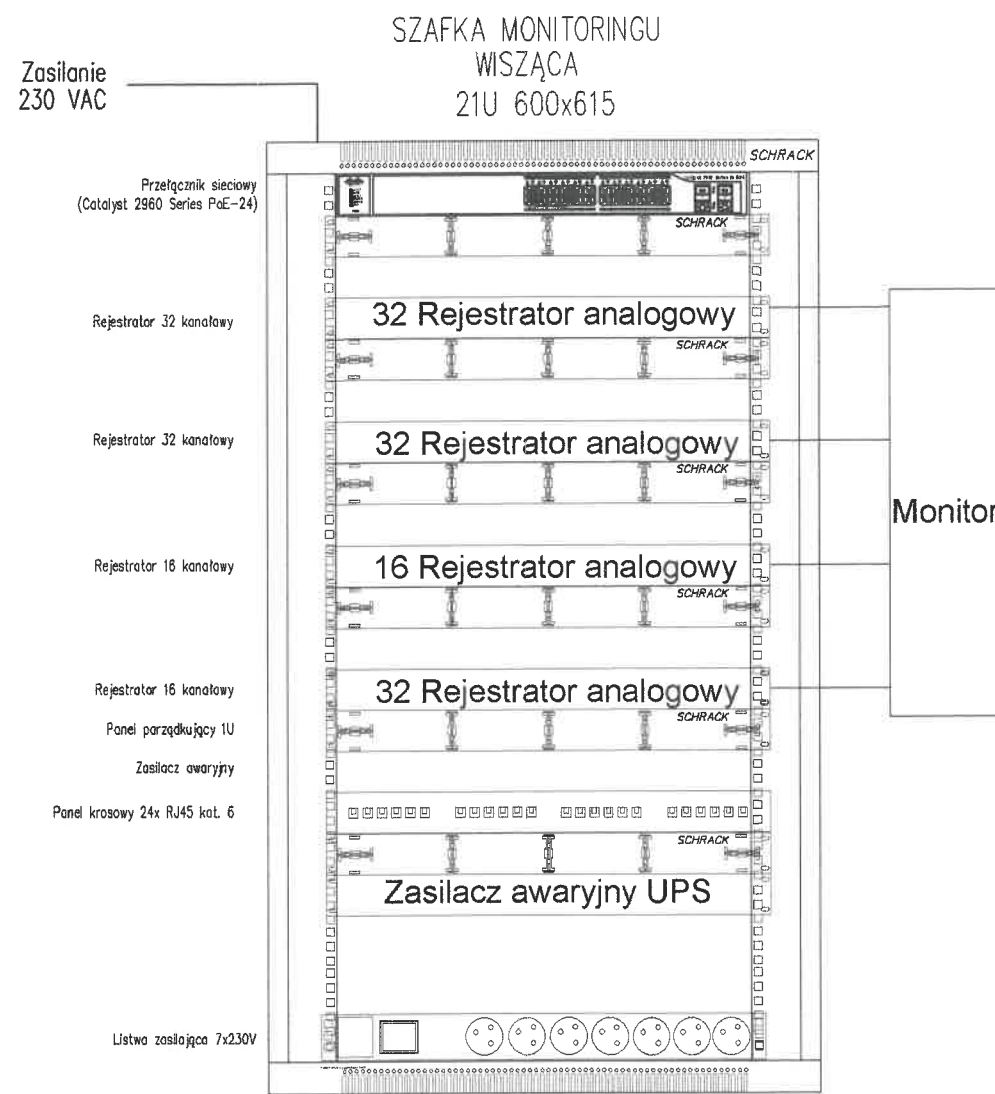 SZAFKA MONITORINGU
WISZĄCA
21U 600x615
Zasilanie
230 VAC
SCHRACK
Przełącznik sieciowy
(Catalyst 2960 Series PoE-24)
SCHRACK
Rejestrator 32 kanałowy
32 Rejestrator analogowy
SCHRACK
Rejestrator 32 kanałowy
32 Rejestrator analogowy
SCHRACK
Monitor
Rejestrator 16 kanałowy
16 Rejestrator analogowy
SCHRACK
Rejestrator 16 kanałowy
32 Rejestrator analogowy
SCHRACK
Panel parządkujący 1U
Zasilacz awaryjny
Panel krosowy 24x RJ45 kat. 6
SCHRACK
Zasilacz awaryjny UPS
Listwa zasilająca 7x230V